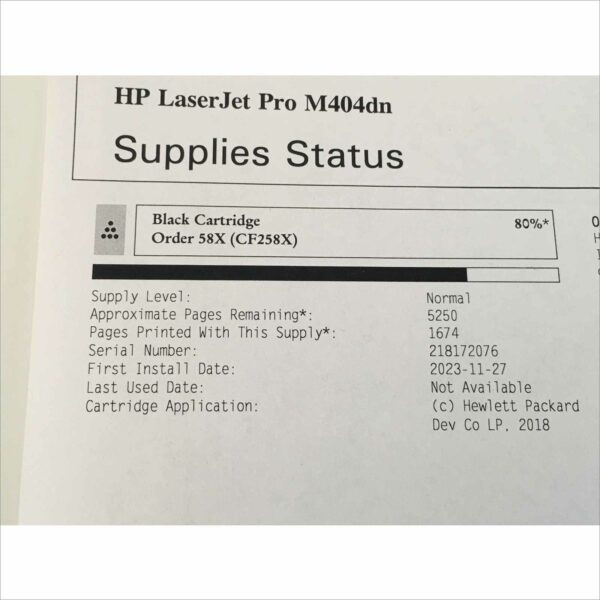 HP LaserJet Pro M404dn
Supplies Status
Black Cartridge 80%*
Order 58X (CF258X)
Supply Level: Normal
Approximate Pages Remaining*: 5250
Pages Printed With This Supply*: 1674
Serial Number: 218172076
First Install Date: 2023-11-27
Last Used Date: Not Available
Cartridge Application: (c) Hewlett Packard
Dev Co LP, 2018